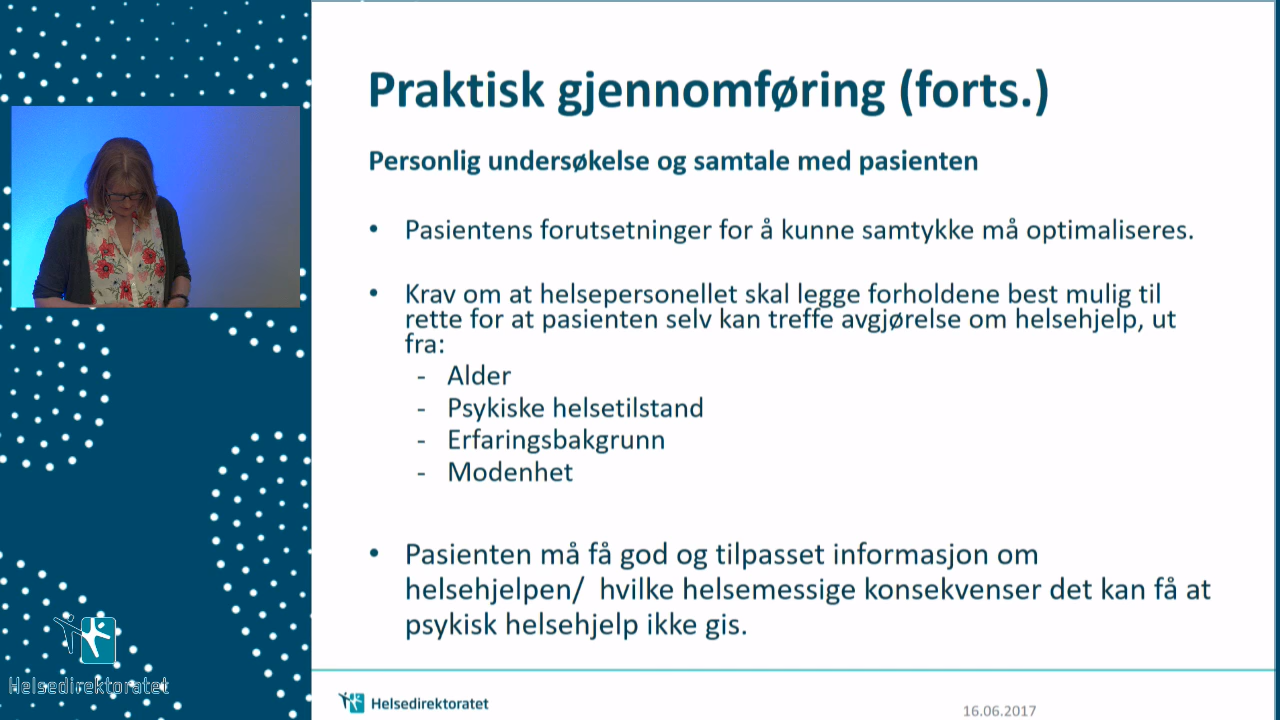 Praktisk gjennomføring (forts.)
Personlig undersøkelse og samtale med pasienten
• Pasientens forutsetninger for å kunne samtykke må optimaliseres.
• Krav om at helsepersonellet skal legge forholdene best mulig til
rette for at pasienten selv kan treffe avgjørelse om helsehjelp, ut
fra:
- Alder
- Psykiske helsetilstand
- Erfaringsbakgrunn
- Modenhet
• Pasienten må få god og tilpasset informasjon om
helsehjelpen/ hvilke helsemessige konsekvenser det kan få at
psykisk helsehjelp ikke gis.
Helsedirektoratet
Helsedirektoratet
16.06.2017